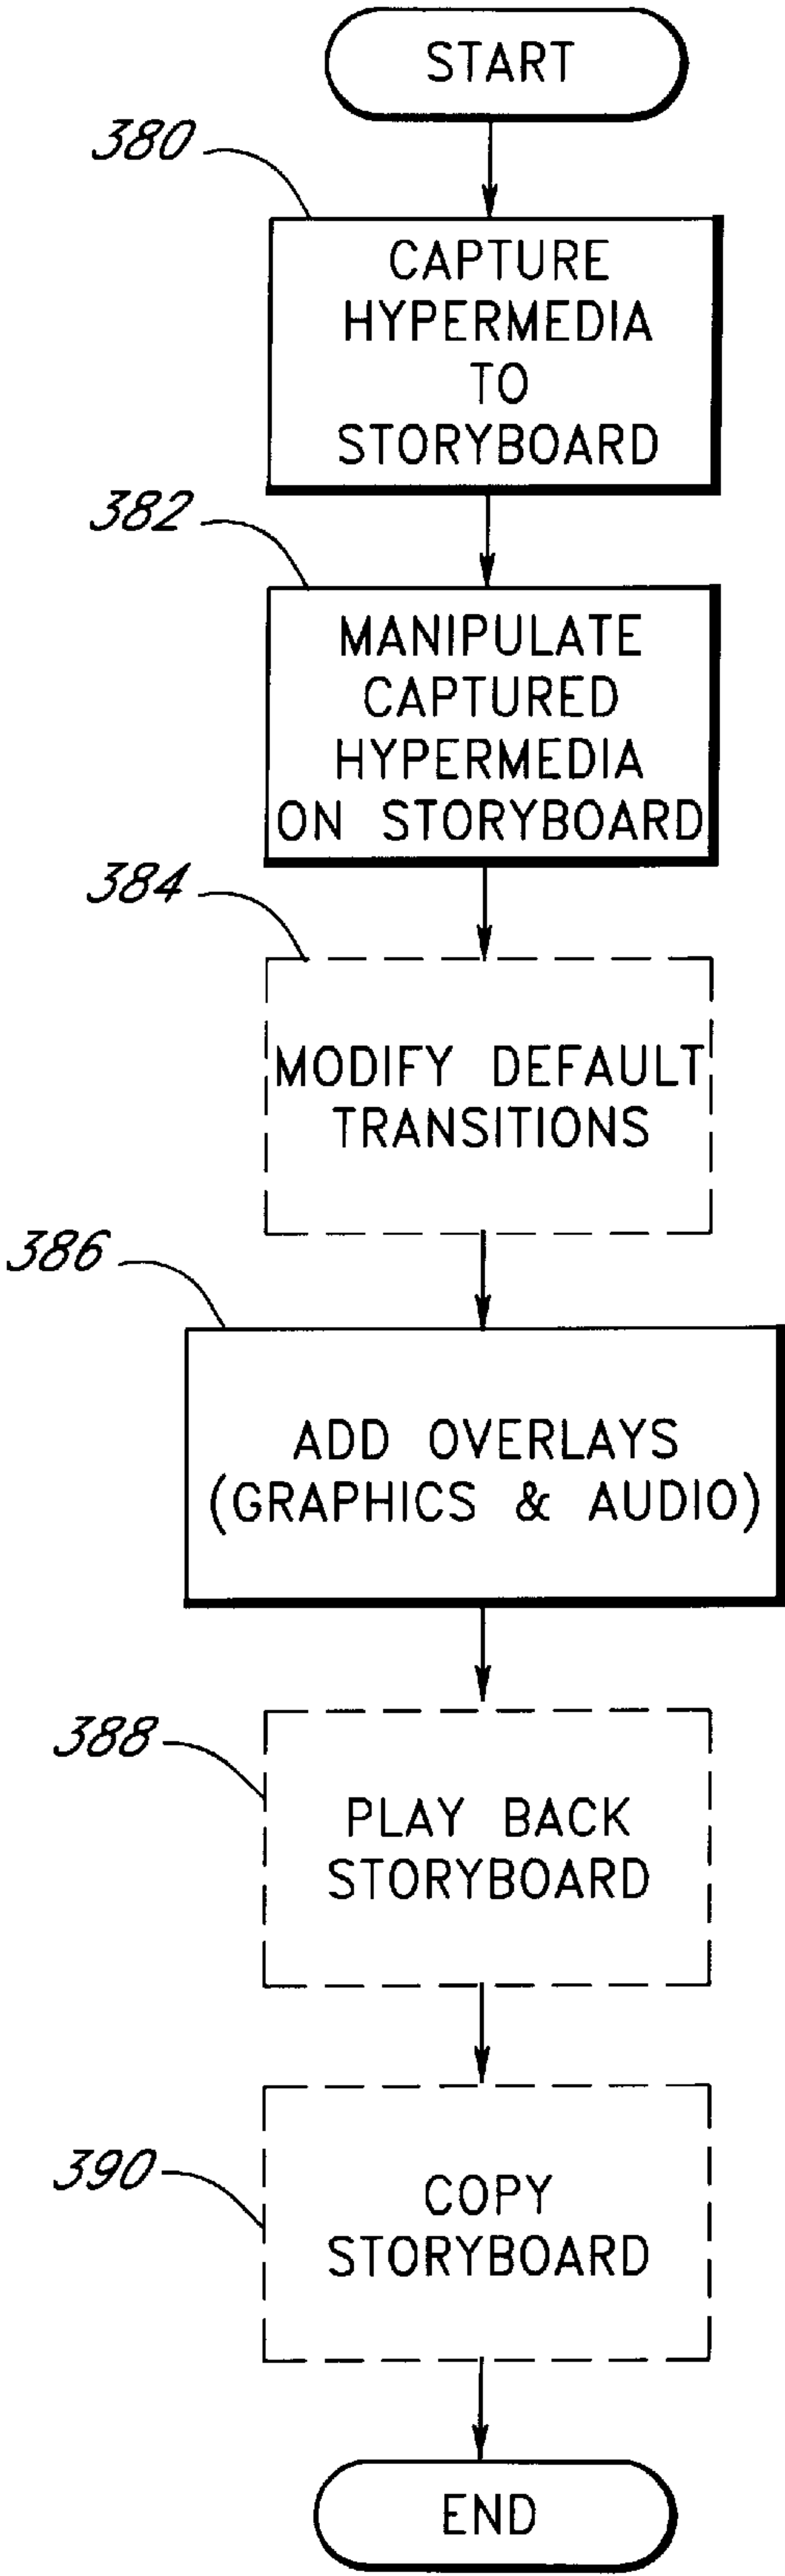 START
380
CAPTURE
HYPERMEDIA
TO
STORYBOARD
382
MANIPULATE
CAPTURED
HYPERMEDIA
ON STORYBOARD
384
MODIFY DEFAULT
TRANSITIONS
386
ADD OVERLAYS
(GRAPHICS & AUDIO)
388
PLAY BACK
STORYBOARD
390
COPY
STORYBOARD
END